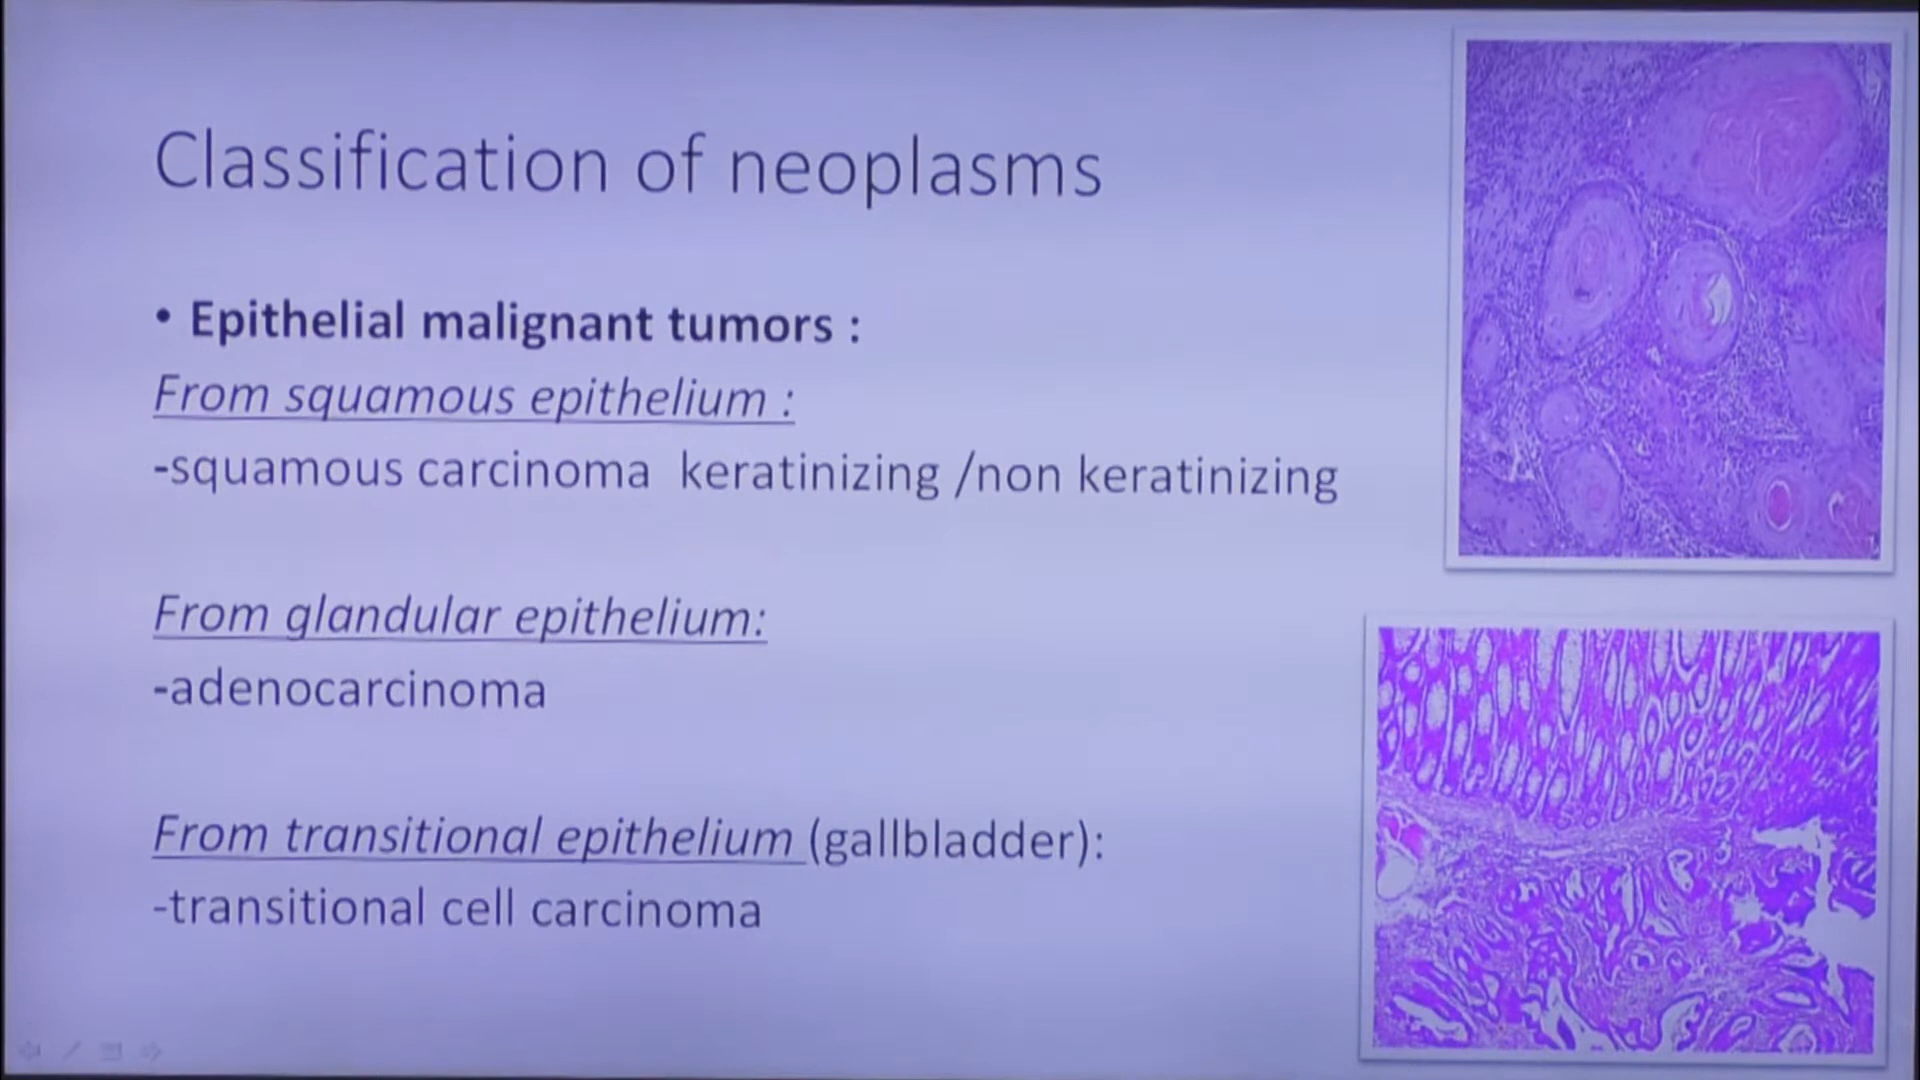 Classification of neoplasms
• Epithelial malignant tumors :
From squamous epithelium :
-squamous carcinoma keratinizing /non keratinizing
From glandular epithelium:
-adenocarcinoma
From transitional epithelium (gallbladder):
-transitional cell carcinoma